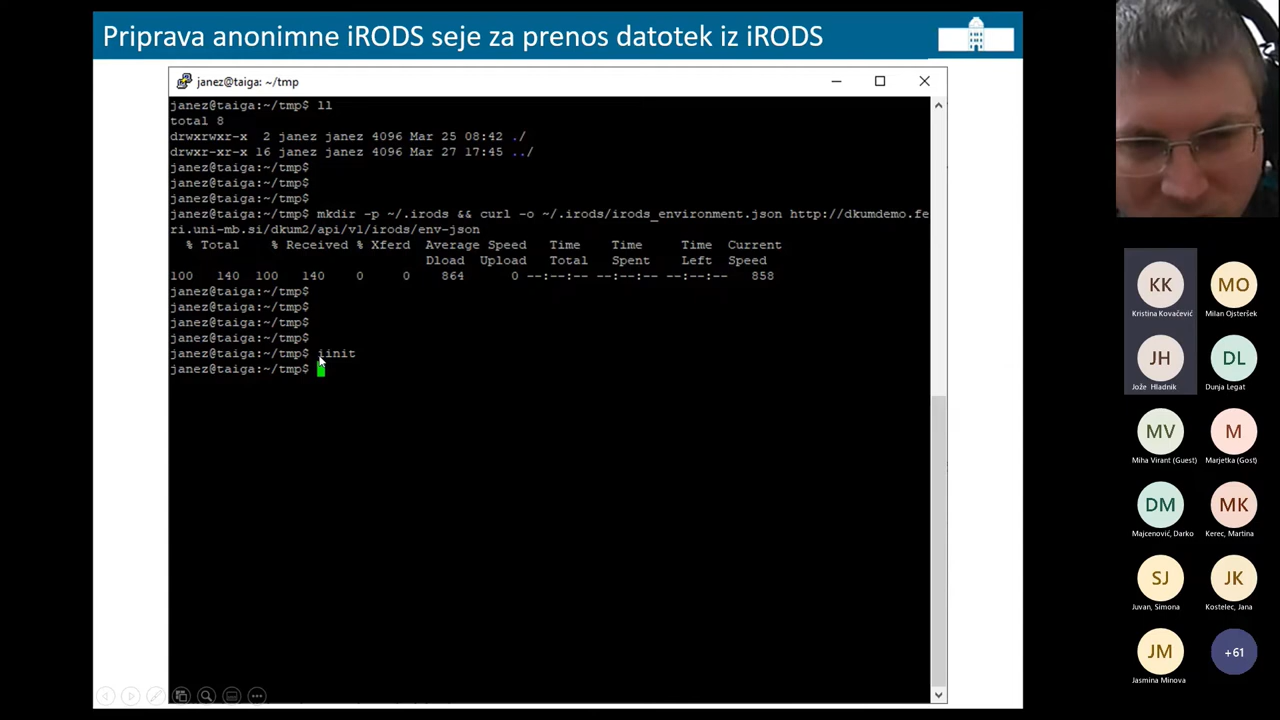 Priprava anonimne iRODS seje za prenos datotek iz iRODS
janez@taiga: ~/tmp
janez@taiga:~/tmp$ ll
total 8
drwxrwxr-x  2 janez janez 4096 Mar 25 08:42 ./
drwxr-xr-x 16 janez janez 4096 Mar 27 17:45 ../
janez@taiga:~/tmp$
janez@taiga:~/tmp$
janez@taiga:~/tmp$
janez@taiga:~/tmp$ mkdir -p ~/.irods && curl -o ~/.irods/irods_environment.json http://dkumdemo.fe
ri.uni-mb.si/dkum2/api/v1/irods/env-json
% Total % Received % Xferd Average Speed Time Time Time Current
Dload Upload Total Spent Left Speed
100 140 100 140 0 0 864 0 --:--:-- --:--:-- --:--:-- 858
janez@taiga:~/tmp$
janez@taiga:~/tmp$
janez@taiga:~/tmp$
janez@taiga:~/tmp$
janez@taiga:~/tmp$ iinit
janez@taiga:~/tmp$
KK MO
Kristina Kovačević Milan Ojsteršek
JH DL
Jože Hladnik Dunja Legat
MV M
Miha Virant (Guest) Marjetka (Gost)
DM MK
Majcenović, Darko Kerec, Martina
SJ JK
Juvan, Simona Kostelec, Jana
JM +61
Jasmina Minova